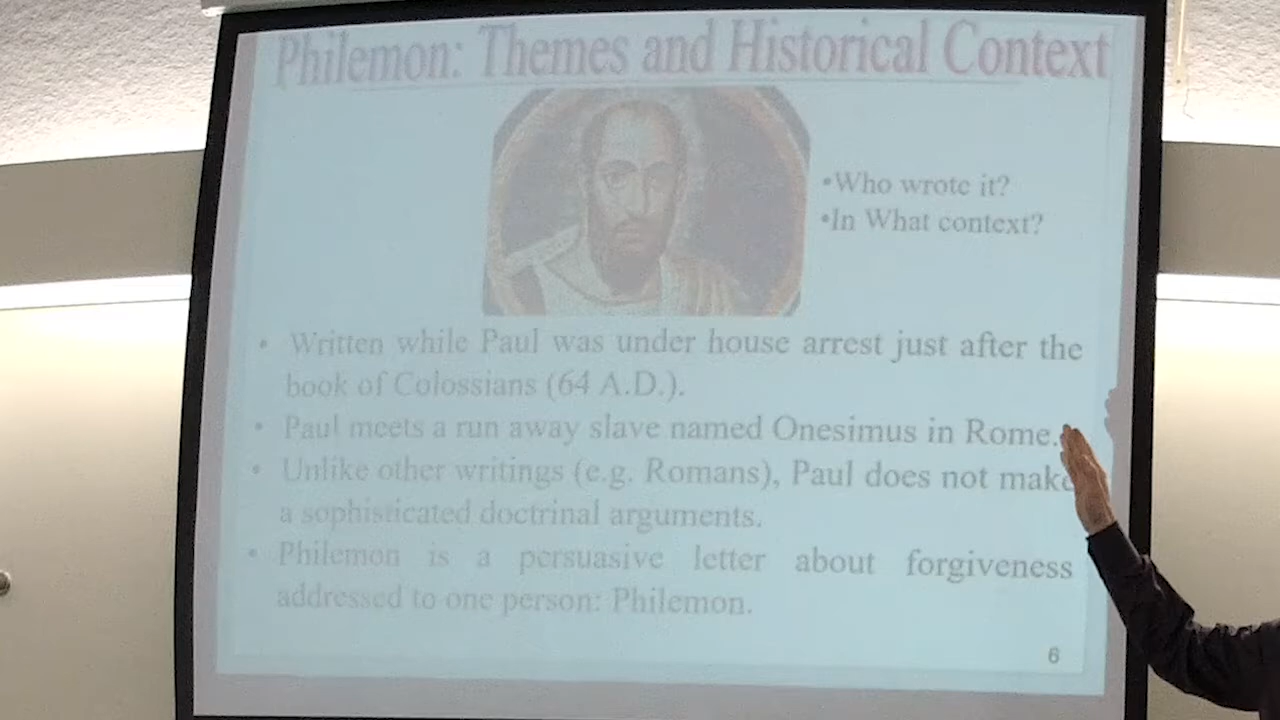 Philemon: Themes and Historical Context
•Who wrote it?
•In What context?
• Written while Paul was under house arrest just after the
book of Colossians (64 A.D.).
• Paul meets a run away slave named Onesimus in Rome.
• Unlike other writings (e.g. Romans), Paul does not make
a sophisticated doctrinal arguments.
• Philemon is a persuasive letter about forgiveness
addressed to one person: Philemon.
6